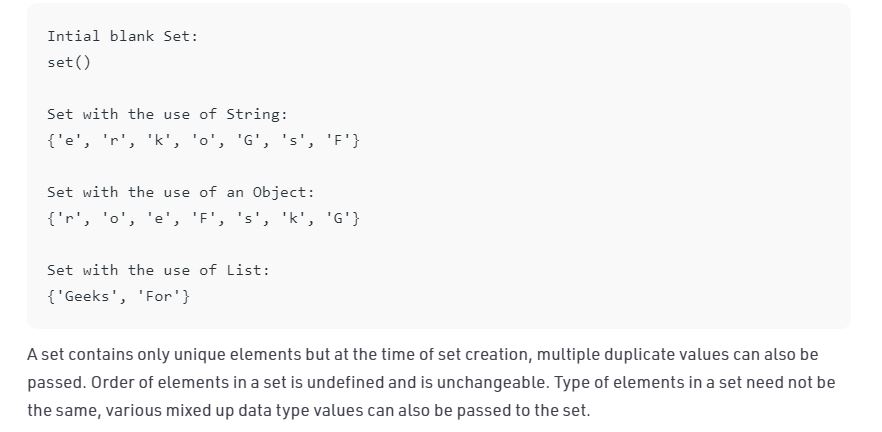 Intial blank Set:
set()
Set with the use of String:
{'e', 'r', 'k', 'o', 'G', 's', 'F'}
Set with the use of an Object:
{'r', 'o', 'e', 'F', 's', 'k', 'G'}
Set with the use of List:
{'Geeks', 'For'}
A set contains only unique elements but at the time of set creation, multiple duplicate values can also be
passed. Order of elements in a set is undefined and is unchangeable. Type of elements in a set need not be
the same, various mixed up data type values can also be passed to the set.